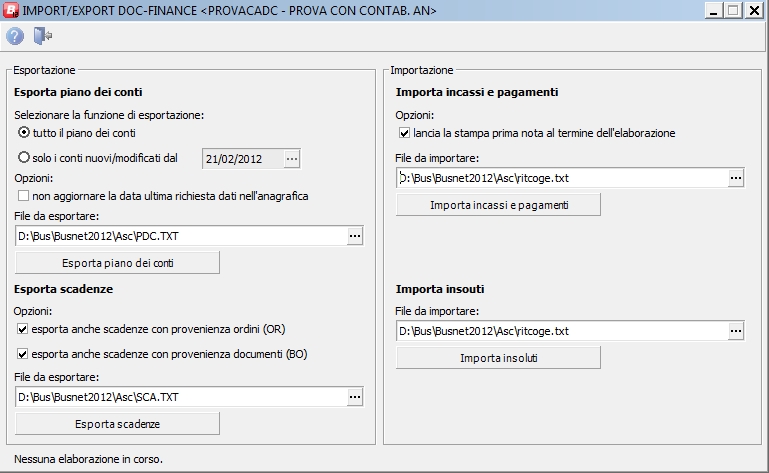 IMPORT/EXPORT DOC-FINANCE <PROVACADC - PROVA CON CONTAB. AN>
Esportazione
Esporta piano dei conti
Selezionare la funzione di esportazione:
tutto il piano dei conti
solo i conti nuovi/modificati dal 21/02/2012 ...
Opzioni:
non aggiornare la data ultima richiesta dati nell'anagrafica
File da esportare:
D:\Bus\Busnet2012\Asc\PDC.TXT ...
Esporta piano dei conti
Esporta scadenze
Opzioni:
esporta anche scadenze con provenienza ordini (OR)
esporta anche scadenze con provenienza documenti (BO)
File da esportare:
D:\Bus\Busnet2012\Asc\SCA.TXT ...
Esporta scadenze
Importazione
Importa incassi e pagamenti
Opzioni:
lancia la stampa prima nota al termine dell'elaborazione
File da importare:
D:\Bus\Busnet2012\Asc\ritcoge.txt ...
Importa incassi e pagamenti
Importa insouti
File da importare:
D:\Bus\Busnet2012\Asc\ritcoge.txt ...
Importa insoluti
Nessuna elaborazione in corso.